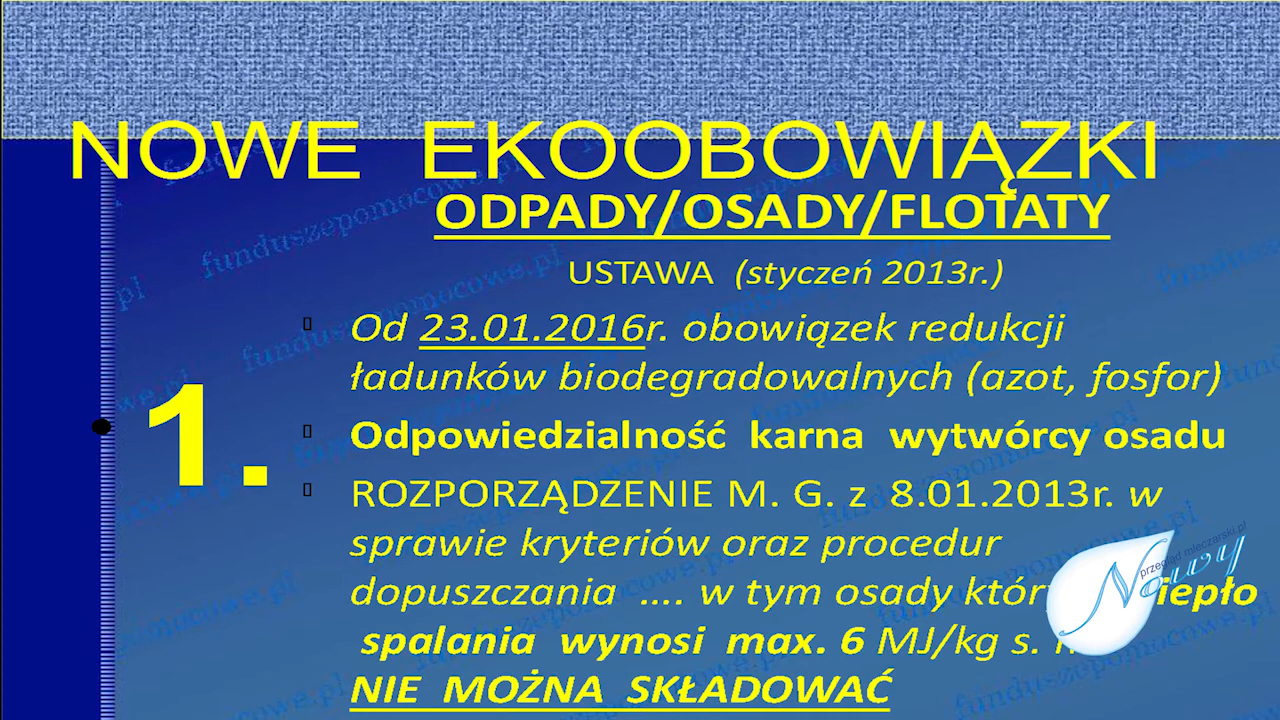 NOWE EKOOBOWIĄZKI
ODPADY/OSADY/FLOTATY
USTAWA (styczeń 2013r.)
Od 23.01.2016r. obowiązek redukcji
ładunków biodegradowalnych (azot, fosfor)
1.
Odpowiedzialność karna wytwórcy osadu
ROZPORZĄDZENIE M. G. z 8.01.2013r. w
sprawie kryteriów oraz procedur
dopuszczania .... w tym osady
spalania wynosi max. 6 MJ/kg s.
NIE MOŻNA SKŁADOWAĆ
Nowy
przegląd mleczarski.pl
funduszepomocowe.pl